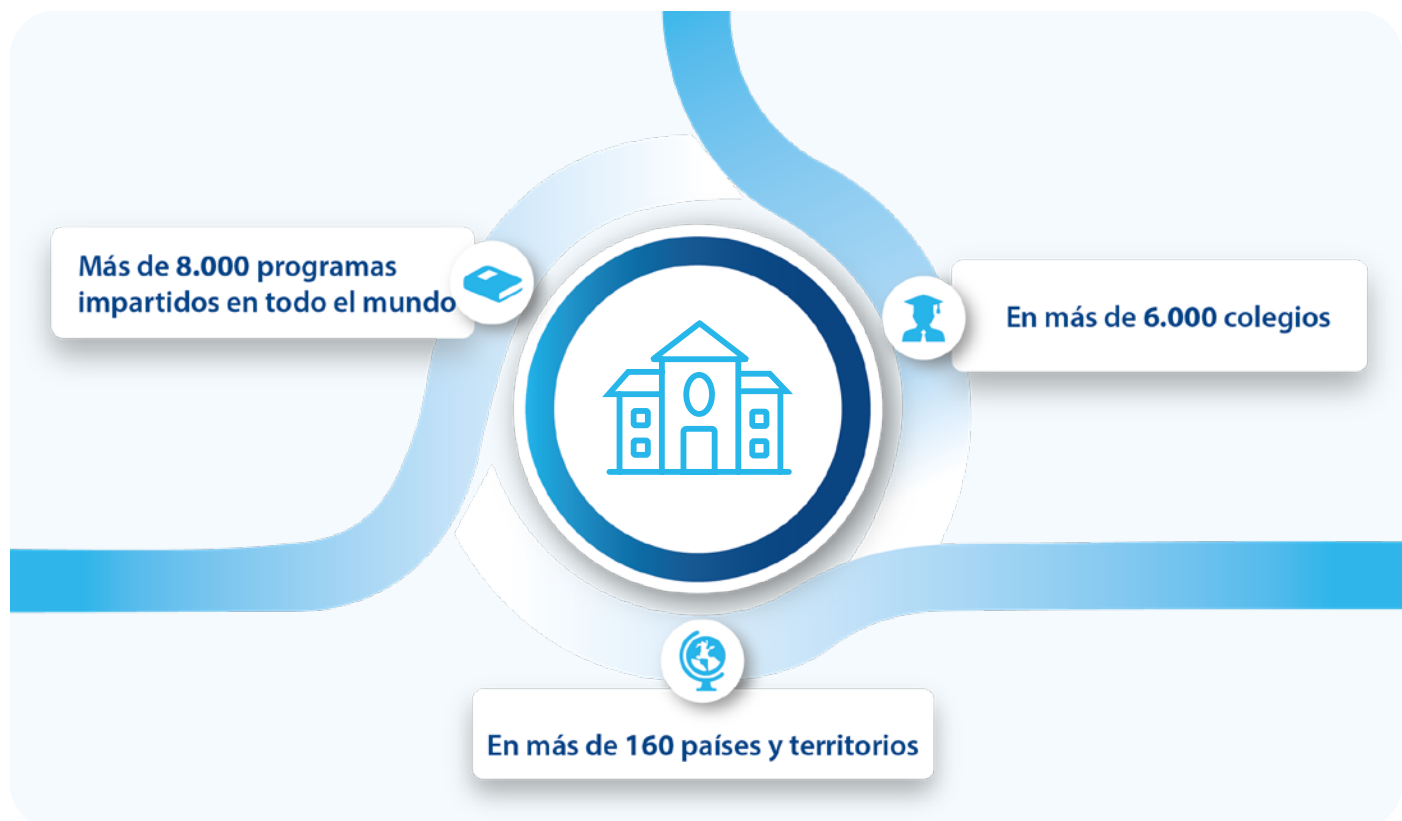 Más de 8.000 programas
impartidos en todo el mundo
En más de 6.000 colegios
En más de 160 países y territorios